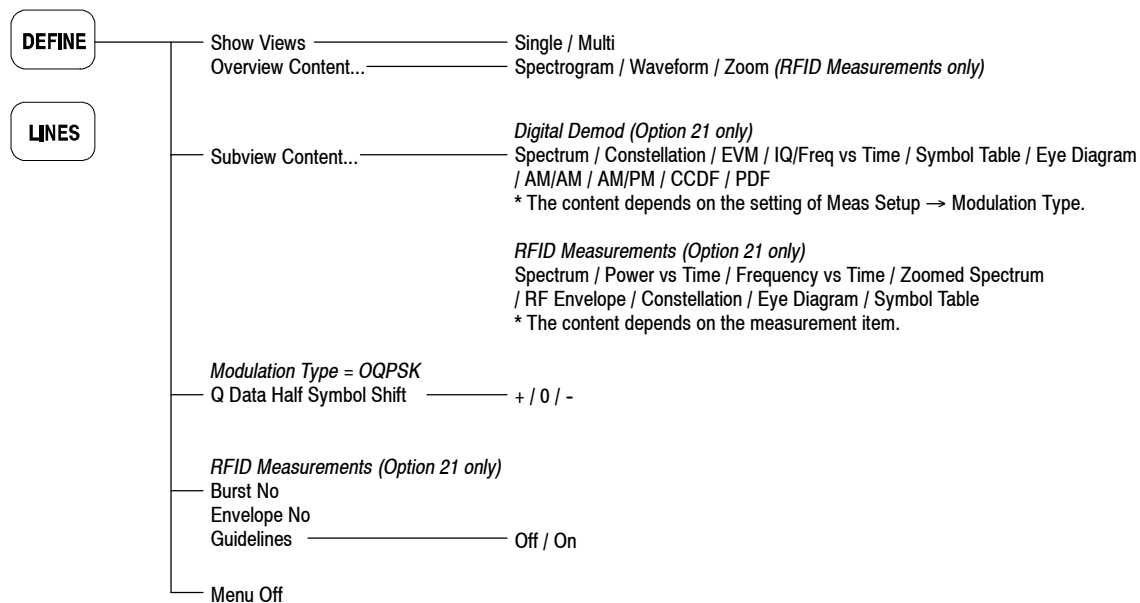 DEFINE
Show Views Single / Multi
Overview Content... Spectrogram / Waveform / Zoom (RFID Measurements only)
LINES
Digital Demod (Option 21 only)
Subview Content... Spectrum / Constellation / EVM / IQ/Freq vs Time / Symbol Table / Eye Diagram
/ AM/AM / AM/PM / CCDF / PDF
* The content depends on the setting of Meas Setup → Modulation Type.
RFID Measurements (Option 21 only)
Spectrum / Power vs Time / Frequency vs Time / Zoomed Spectrum
/ RF Envelope / Constellation / Eye Diagram / Symbol Table
* The content depends on the measurement item.
Modulation Type = OQPSK
Q Data Half Symbol Shift + / 0 / -
RFID Measurements (Option 21 only)
Burst No
Envelope No
Guidelines Off / On
Menu Off